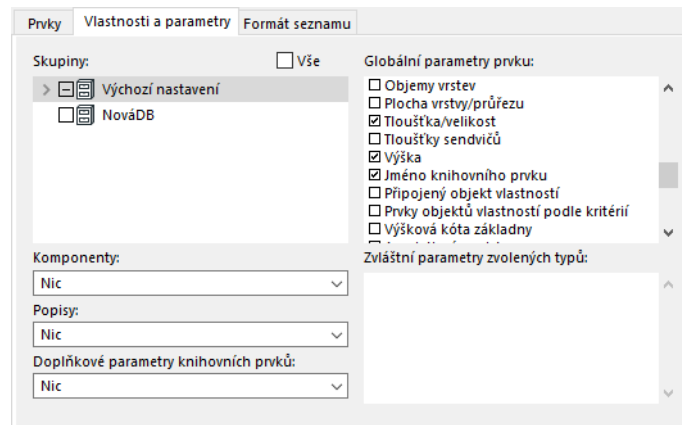 Prvky
Vlastnosti a parametry
Formát seznamu
Skupiny:
Vše
Výchozí nastavení
NováDB
Komponenty:
Nic
Popisy:
Nic
Doplňkové parametry knihovních prvků:
Nic
Globální parametry prvku:
Objemy vrstev
Plocha vrstvy/průřezu
Tloušťka/velikost
Tloušťky sendvičů
Výška
Jméno knihovního prvku
Připojený objekt vlastností
Prvky objektů vlastností podle kritérií
Výšková kóta základny
Zvláštní parametry zvolených typů: